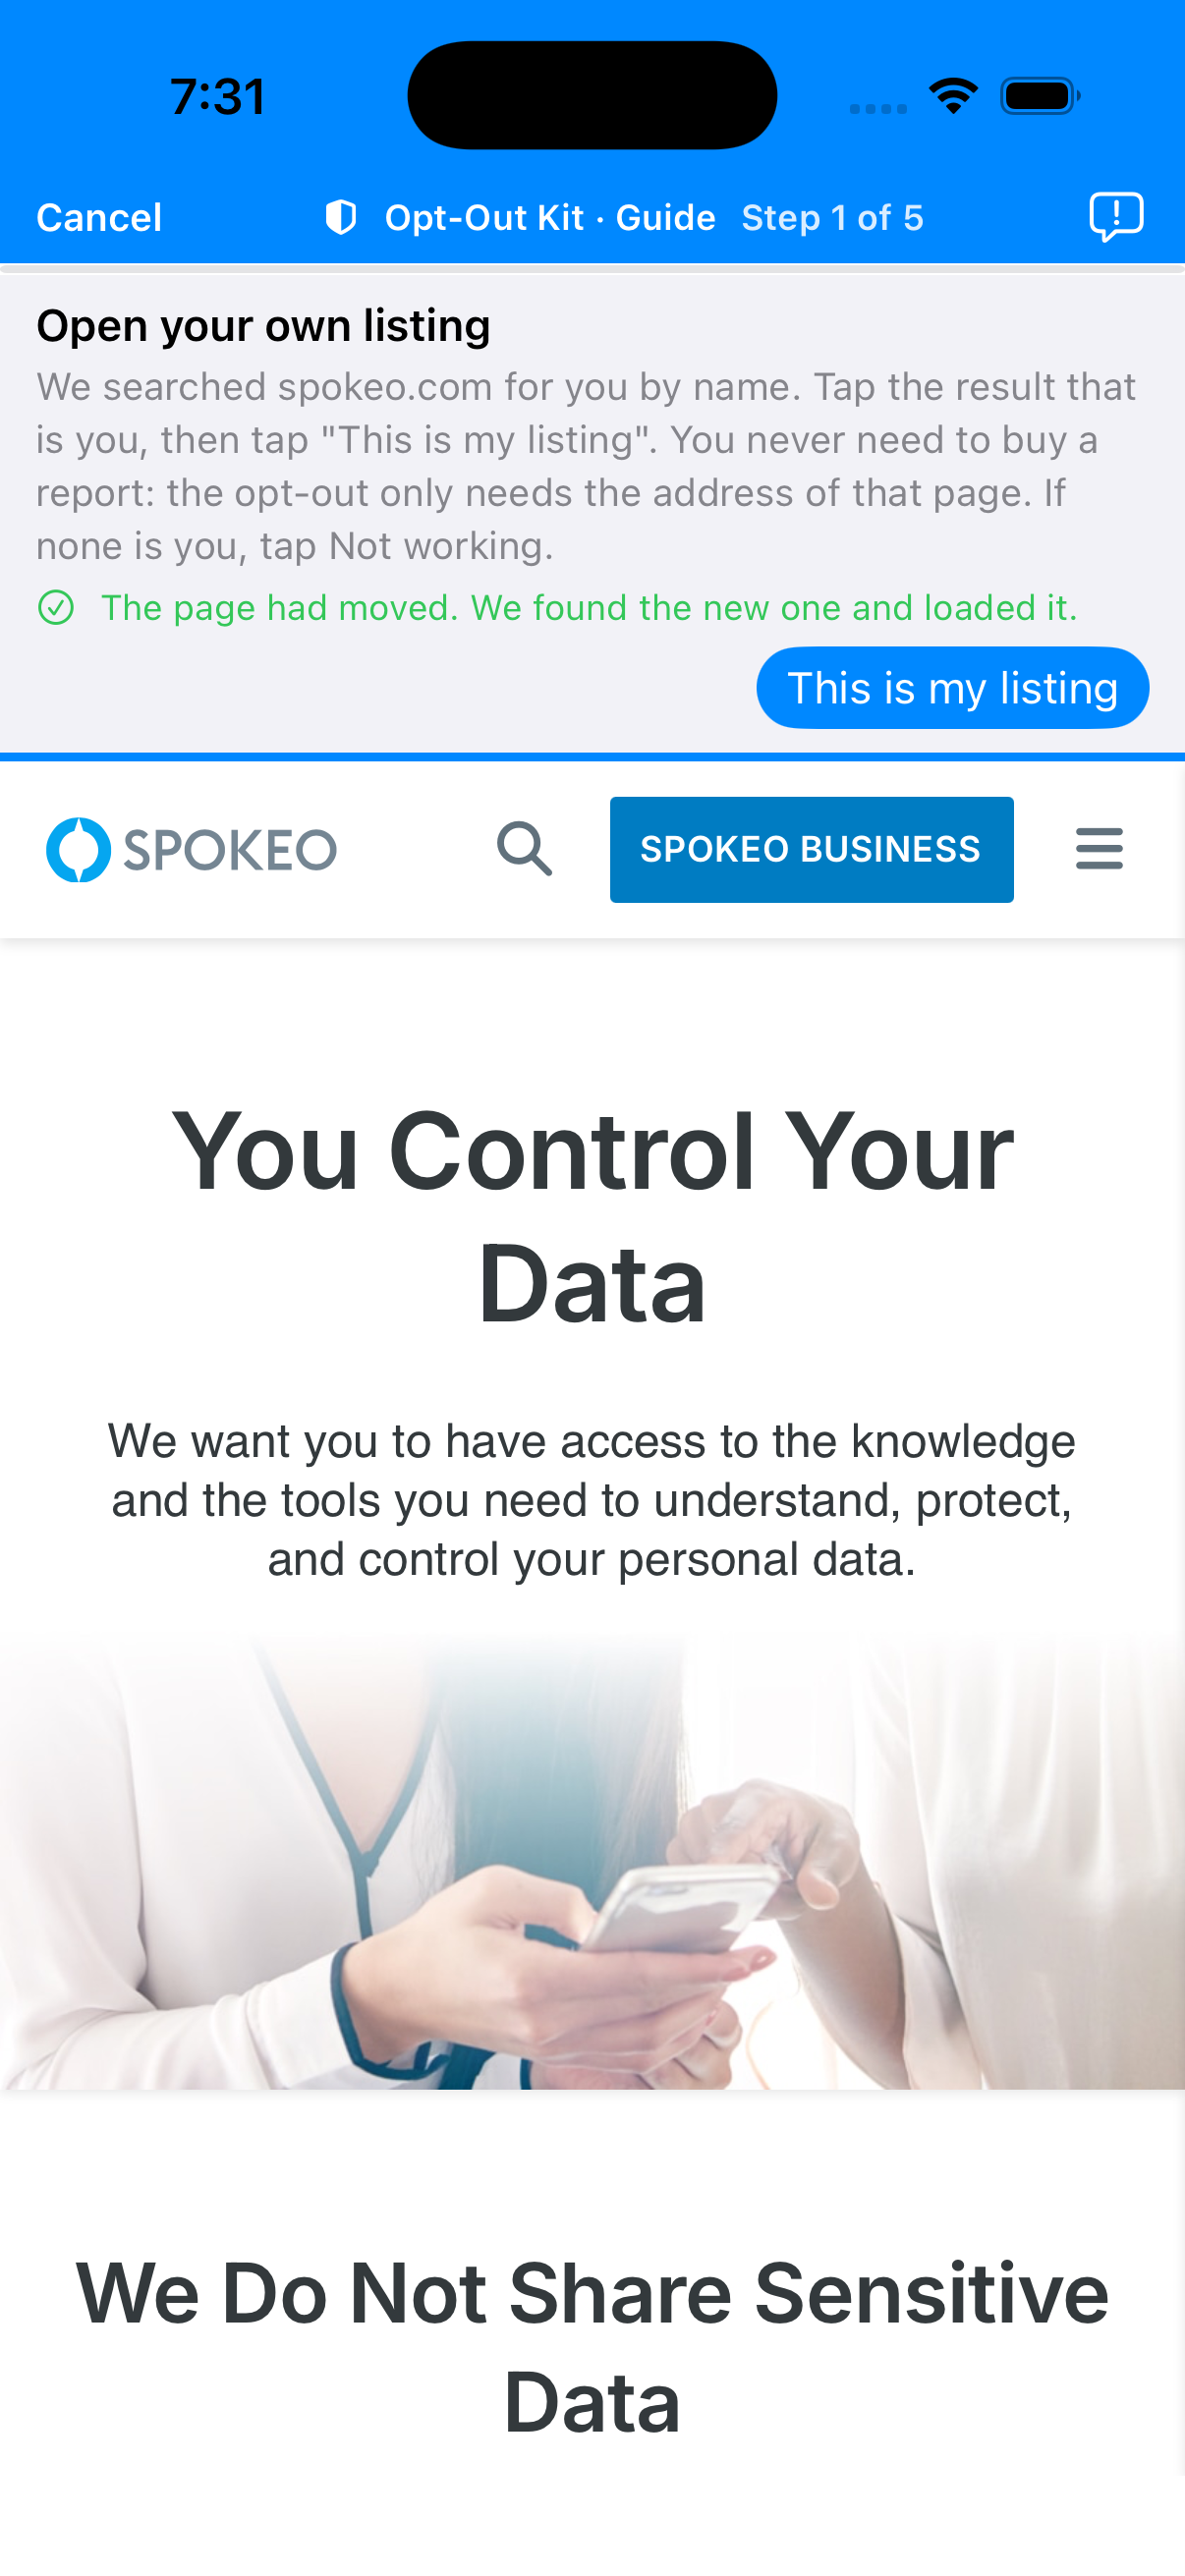 7:31
Cancel
Opt-Out Kit · Guide Step 1 of 5
Open your own listing
We searched spokeo.com for you by name. Tap the result that
is you, then tap "This is my listing". You never need to buy a
report: the opt-out only needs the address of that page. If
none is you, tap Not working.
The page had moved. We found the new one and loaded it.
This is my listing
SPOKEO
SPOKEO BUSINESS
You Control Your
Data
We want you to have access to the knowledge
and the tools you need to understand, protect,
and control your personal data.
We Do Not Share Sensitive
Data